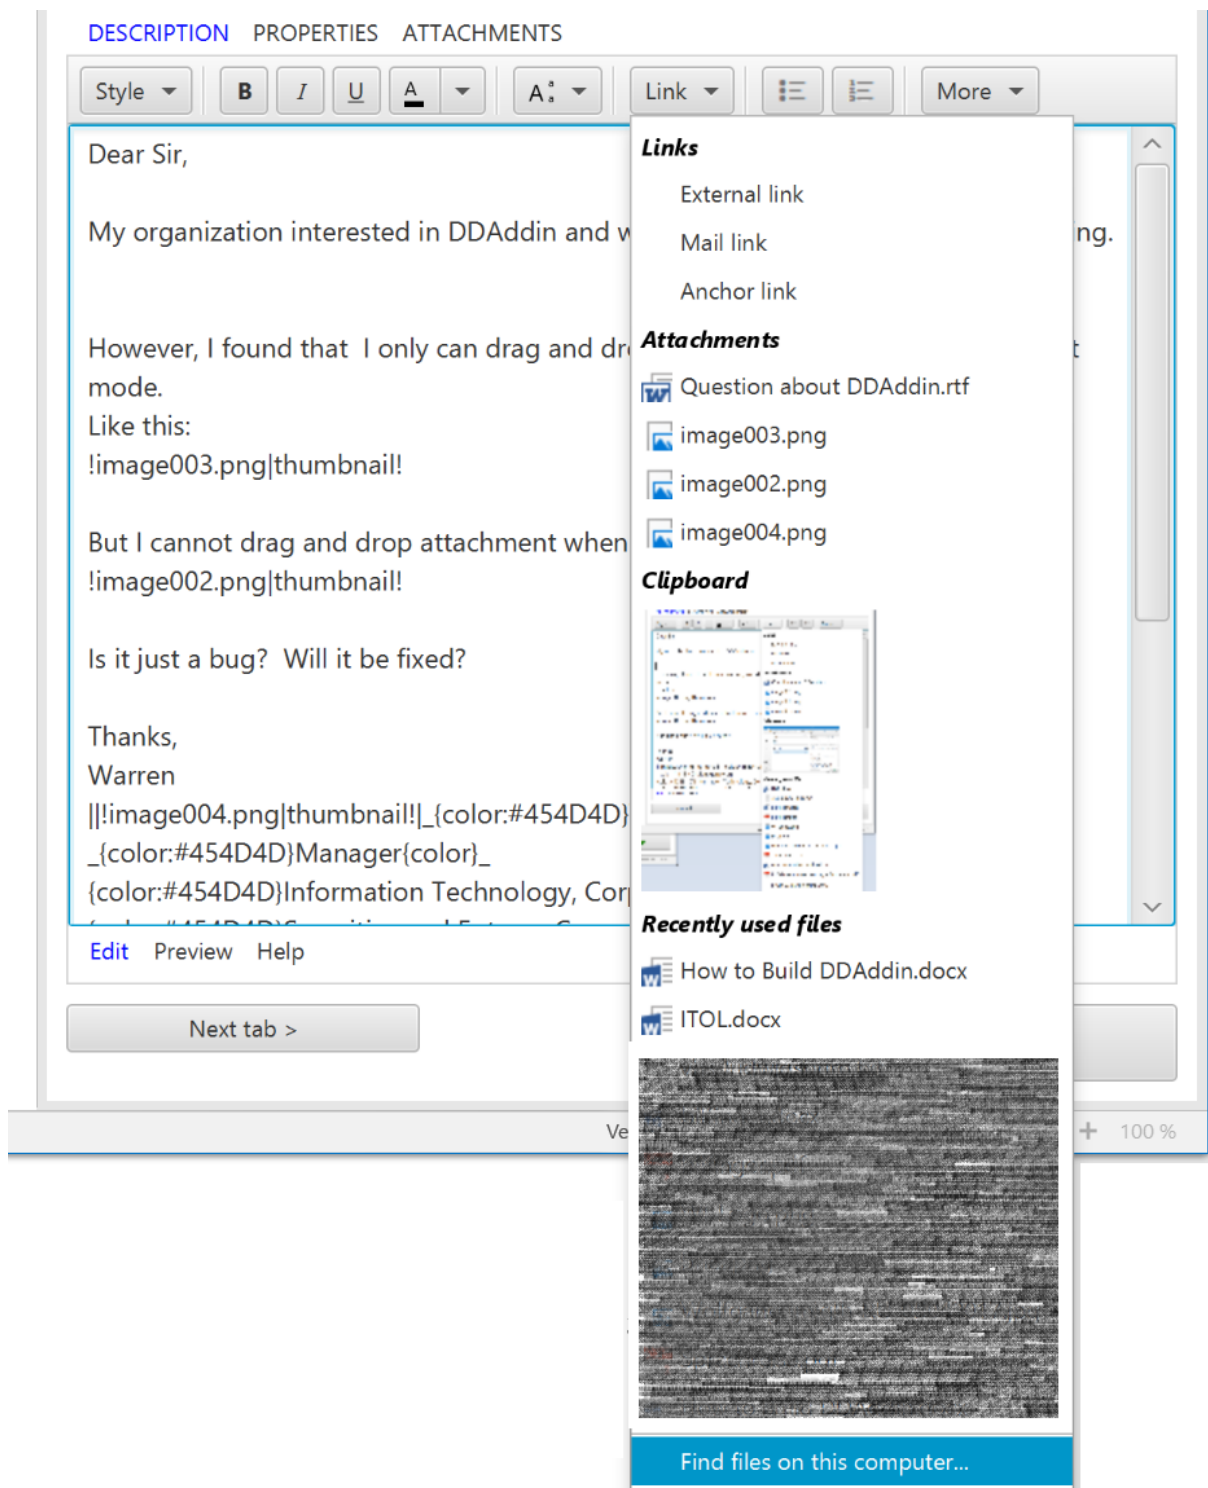 DESCRIPTION PROPERTIES ATTACHMENTS
Style B I U A A Link More
Dear Sir,
My organization interested in DDAddin and w
ng.
However, I found that  I only can drag and dr
t
mode.
Like this:
!image003.png|thumbnail!
But I cannot drag and drop attachment when
!image002.png|thumbnail!
Is it just a bug?  Will it be fixed?
Thanks,
Warren
||!image004.png|thumbnail!|_{color:#454D4D}
_{color:#454D4D}Manager{color}_
{color:#454D4D}Information Technology, Cor
Edit Preview Help
Next tab >
Links
External link
Mail link
Anchor link
Attachments
Question about DDAddin.rtf
image003.png
image002.png
image004.png
Clipboard
Recently used files
How to Build DDAddin.docx
ITOL.docx
Ve
+ 100 %
Find files on this computer...